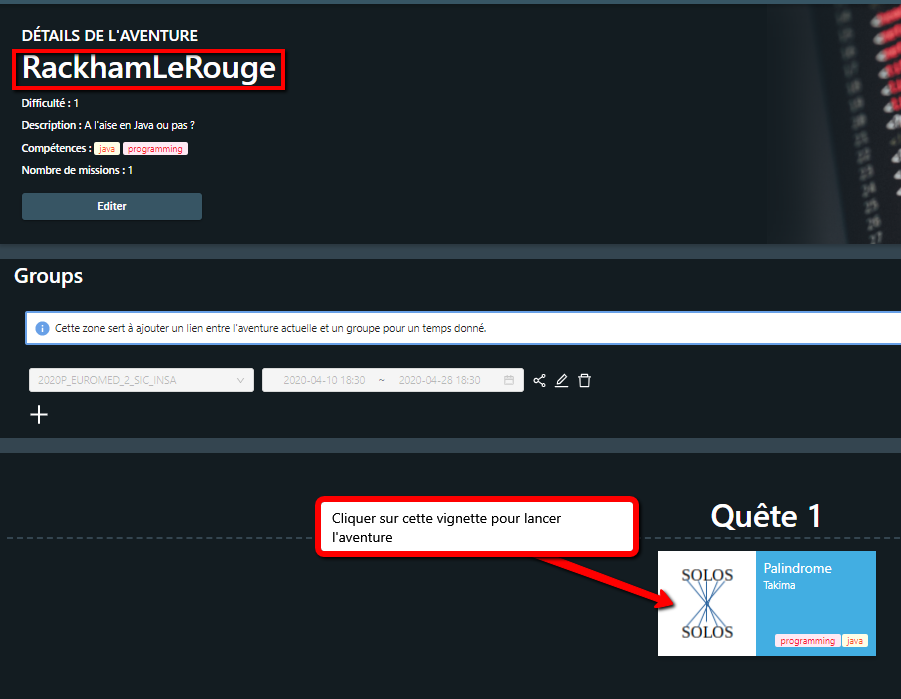 DÉTAILS DE L'AVENTURE
RackhamLeRouge
Difficulté : 1
Description : A l'aise en Java ou pas ?
Compétences : java programming
Nombre de missions : 1
Editer
Groups
Cette zone sert à ajouter un lien entre l'aventure actuelle et un groupe pour un temps donné.
2020P_EUROMED_2_SIC_INSA 2020-04-10 18:30 ~ 2020-04-28 18:30
Cliquer sur cette vignette pour lancer
l'aventure
Quête 1
SOLOS
SOLOS
Palindrome
Takima
programming java